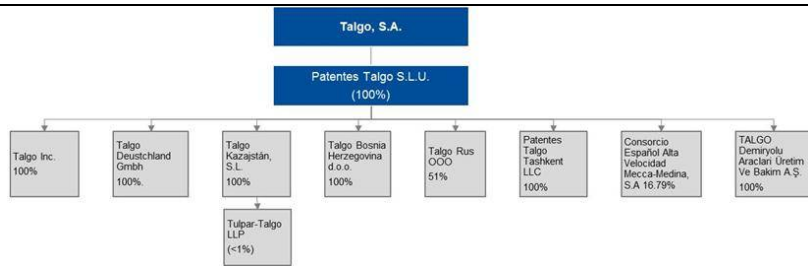 Talgo, S.A.
Patentes Talgo S.L.U.
(100%)
Talgo Inc.
100%
Talgo
Deustchland
Gmbh
100%.
Talgo
Kazajstán,
S.L.
100%
Talgo Bosnia
Herzegovina
d.o.o.
100%
Talgo Rus
OOO
51%
Patentes
Talgo
Tashkent
LLC
100%
Consorcio
Español Alta
Velocidad
Mecca-Medina,
S.A 16.79%
TALGO
Demiryolu
Araclari Üretim
Ve Bakim A.Ş.
100%
Tulpar-Talgo
LLP
(<1%)